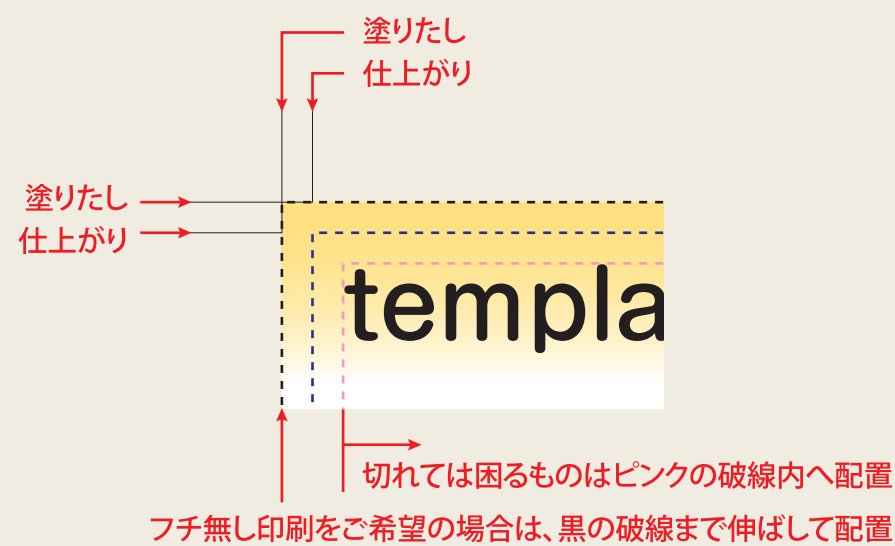 塗りたし
仕上がり
塗りたし
仕上がり
templa
切れては困るものはピンクの破線内へ配置
フチ無し印刷をご希望の場合は、黒の破線まで伸ばして配置